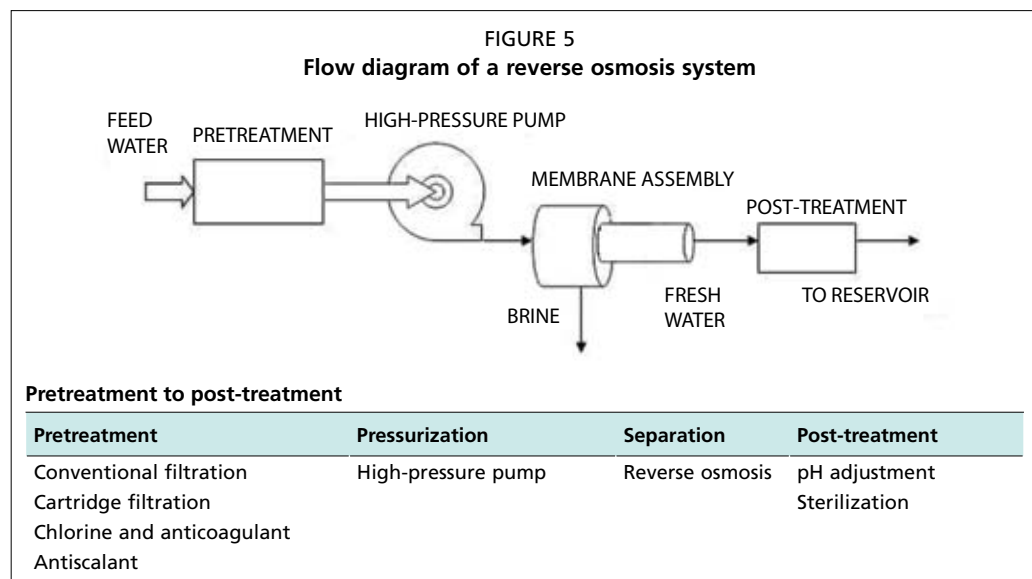 FIGURE 5
Flow diagram of a reverse osmosis system
FEED
WATER
PRETREATMENT
HIGH-PRESSURE PUMP
MEMBRANE ASSEMBLY
POST-TREATMENT
BRINE
FRESH
WATER
TO RESERVOIR
Pretreatment to post-treatment
Pretreatment Pressurization Separation Post-treatment
Conventional filtration High-pressure pump Reverse osmosis pH adjustment
Cartridge filtration Sterilization
Chlorine and anticoagulant
Antiscalant